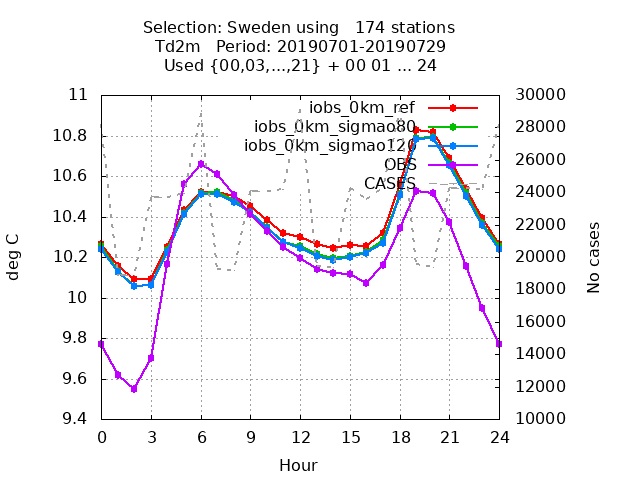 Selection: Sweden using   174 stations
Td2m   Period: 20190701-20190729
Used {00,03,...,21} + 00 01 ... 24
11
10.8
10.6
10.4
10.2
10
9.8
9.6
9.4
30000
28000
26000
24000
22000
20000
18000
16000
14000
12000
10000
iobs_0km_ref
iobs_0km_sigmao80
iobs_0km_sigmao120
OBS
CASES
deg C
No cases
0 3 6 9 12 15 18 21 24
Hour